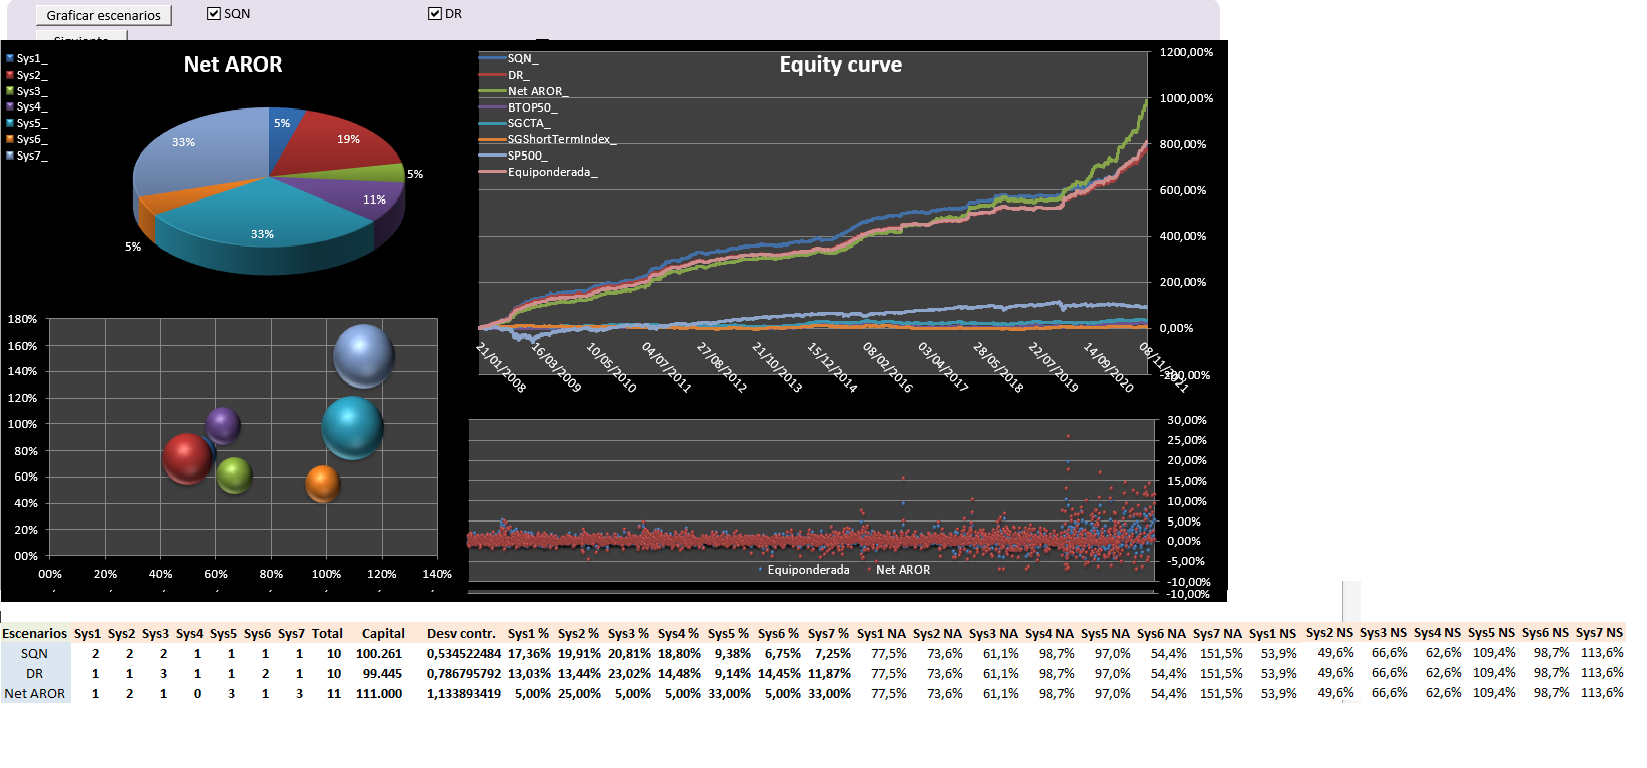 Graficar escenarios
SQN
DR
Siguiente
Net AROR
Sys1_
Sys2_
Sys3_
Sys4_
Sys5_
Sys6_
Sys7_
5%
19%
5%
11%
33%
5%
33%
Equity curve
SQN_
DR_
Net AROR_
BTOP50_
SGCTA_
SGShortTermIndex_
SP500_
Equiponderada_
1200,00%
1000,00%
800,00%
600,00%
400,00%
200,00%
0,00%
-200,00%
21/01/2008
16/03/2009
10/05/2010
04/07/2011
27/08/2012
21/10/2013
15/12/2014
08/02/2016
03/04/2017
28/05/2018
22/07/2019
14/09/2020
08/11/2021
180%
160%
140%
120%
100%
80%
60%
40%
20%
00%
00% 20% 40% 60% 80% 100% 120% 140%
30,00%
25,00%
20,00%
15,00%
10,00%
5,00%
0,00%
-5,00%
-10,00%
-10,00%
Equiponderada Net AROR
Escenarios Sys1 Sys2 Sys3 Sys4 Sys5 Sys6 Sys7 Total Capital Desv contr. Sys1 % Sys2 % Sys3 % Sys4 % Sys5 % Sys6 % Sys7 % Sys1 NA Sys2 NA Sys3 NA Sys4 NA Sys5 NA Sys6 NA Sys7 NA Sys1 NS Sys2 NS Sys3 NS Sys4 NS Sys5 NS Sys6 NS Sys7 NS
SQN 2 2 2 1 1 1 1 10 100.261 0,534522484 17,36% 19,91% 20,81% 18,80% 9,38% 6,75% 7,25% 77,5% 73,6% 61,1% 98,7% 97,0% 54,4% 151,5% 53,9% 49,6% 66,6% 62,6% 109,4% 98,7% 113,6%
DR 1 1 3 1 1 2 1 10 99.445 0,786795792 13,03% 13,44% 23,02% 14,48% 9,14% 14,45% 11,87% 77,5% 73,6% 61,1% 98,7% 97,0% 54,4% 151,5% 53,9% 49,6% 66,6% 62,6% 109,4% 98,7% 113,6%
Net AROR 1 2 1 0 3 1 3 11 111.000 1,133893419 5,00% 25,00% 5,00% 5,00% 33,00% 5,00% 33,00% 77,5% 73,6% 61,1% 98,7% 97,0% 54,4% 151,5% 53,9% 49,6% 66,6% 62,6% 109,4% 98,7% 113,6%